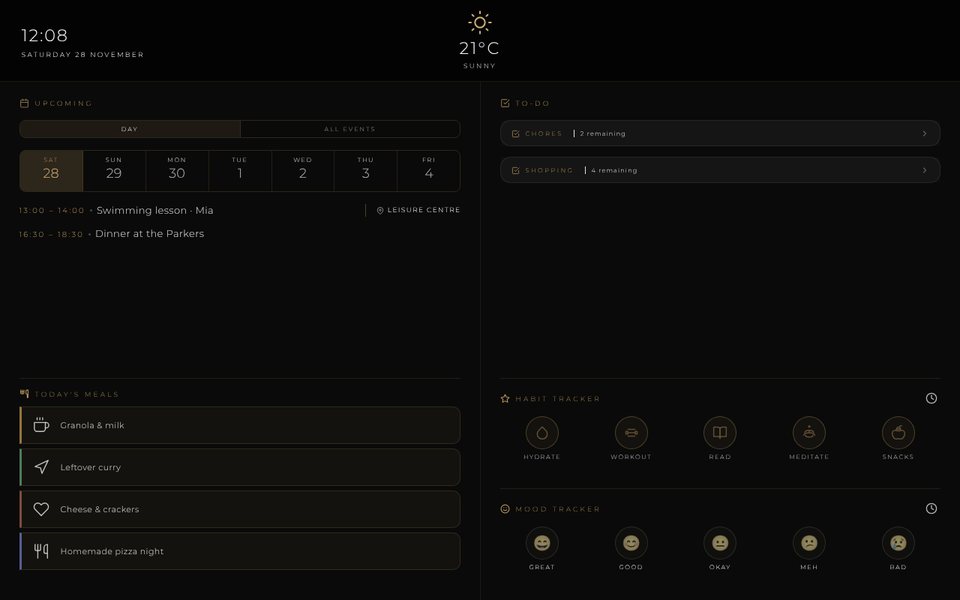 12:08
SATURDAY 28 NOVEMBER
21°C
SUNNY
UPCOMING
DAY
ALL EVENTS
SAT
28
SUN
29
MON
30
TUE
1
WED
2
THU
3
FRI
4
13:00 – 14:00 • Swimming lesson · Mia
LEISURE CENTRE
16:30 – 18:30 • Dinner at the Parkers
TODAY'S MEALS
Granola & milk
Leftover curry
Cheese & crackers
Homemade pizza night
TO-DO
CHORES
2 remaining
SHOPPING
4 remaining
HABIT TRACKER
HYDRATE
WORKOUT
READ
MEDITATE
SNACKS
MOOD TRACKER
GREAT
GOOD
OKAY
MEH
BAD